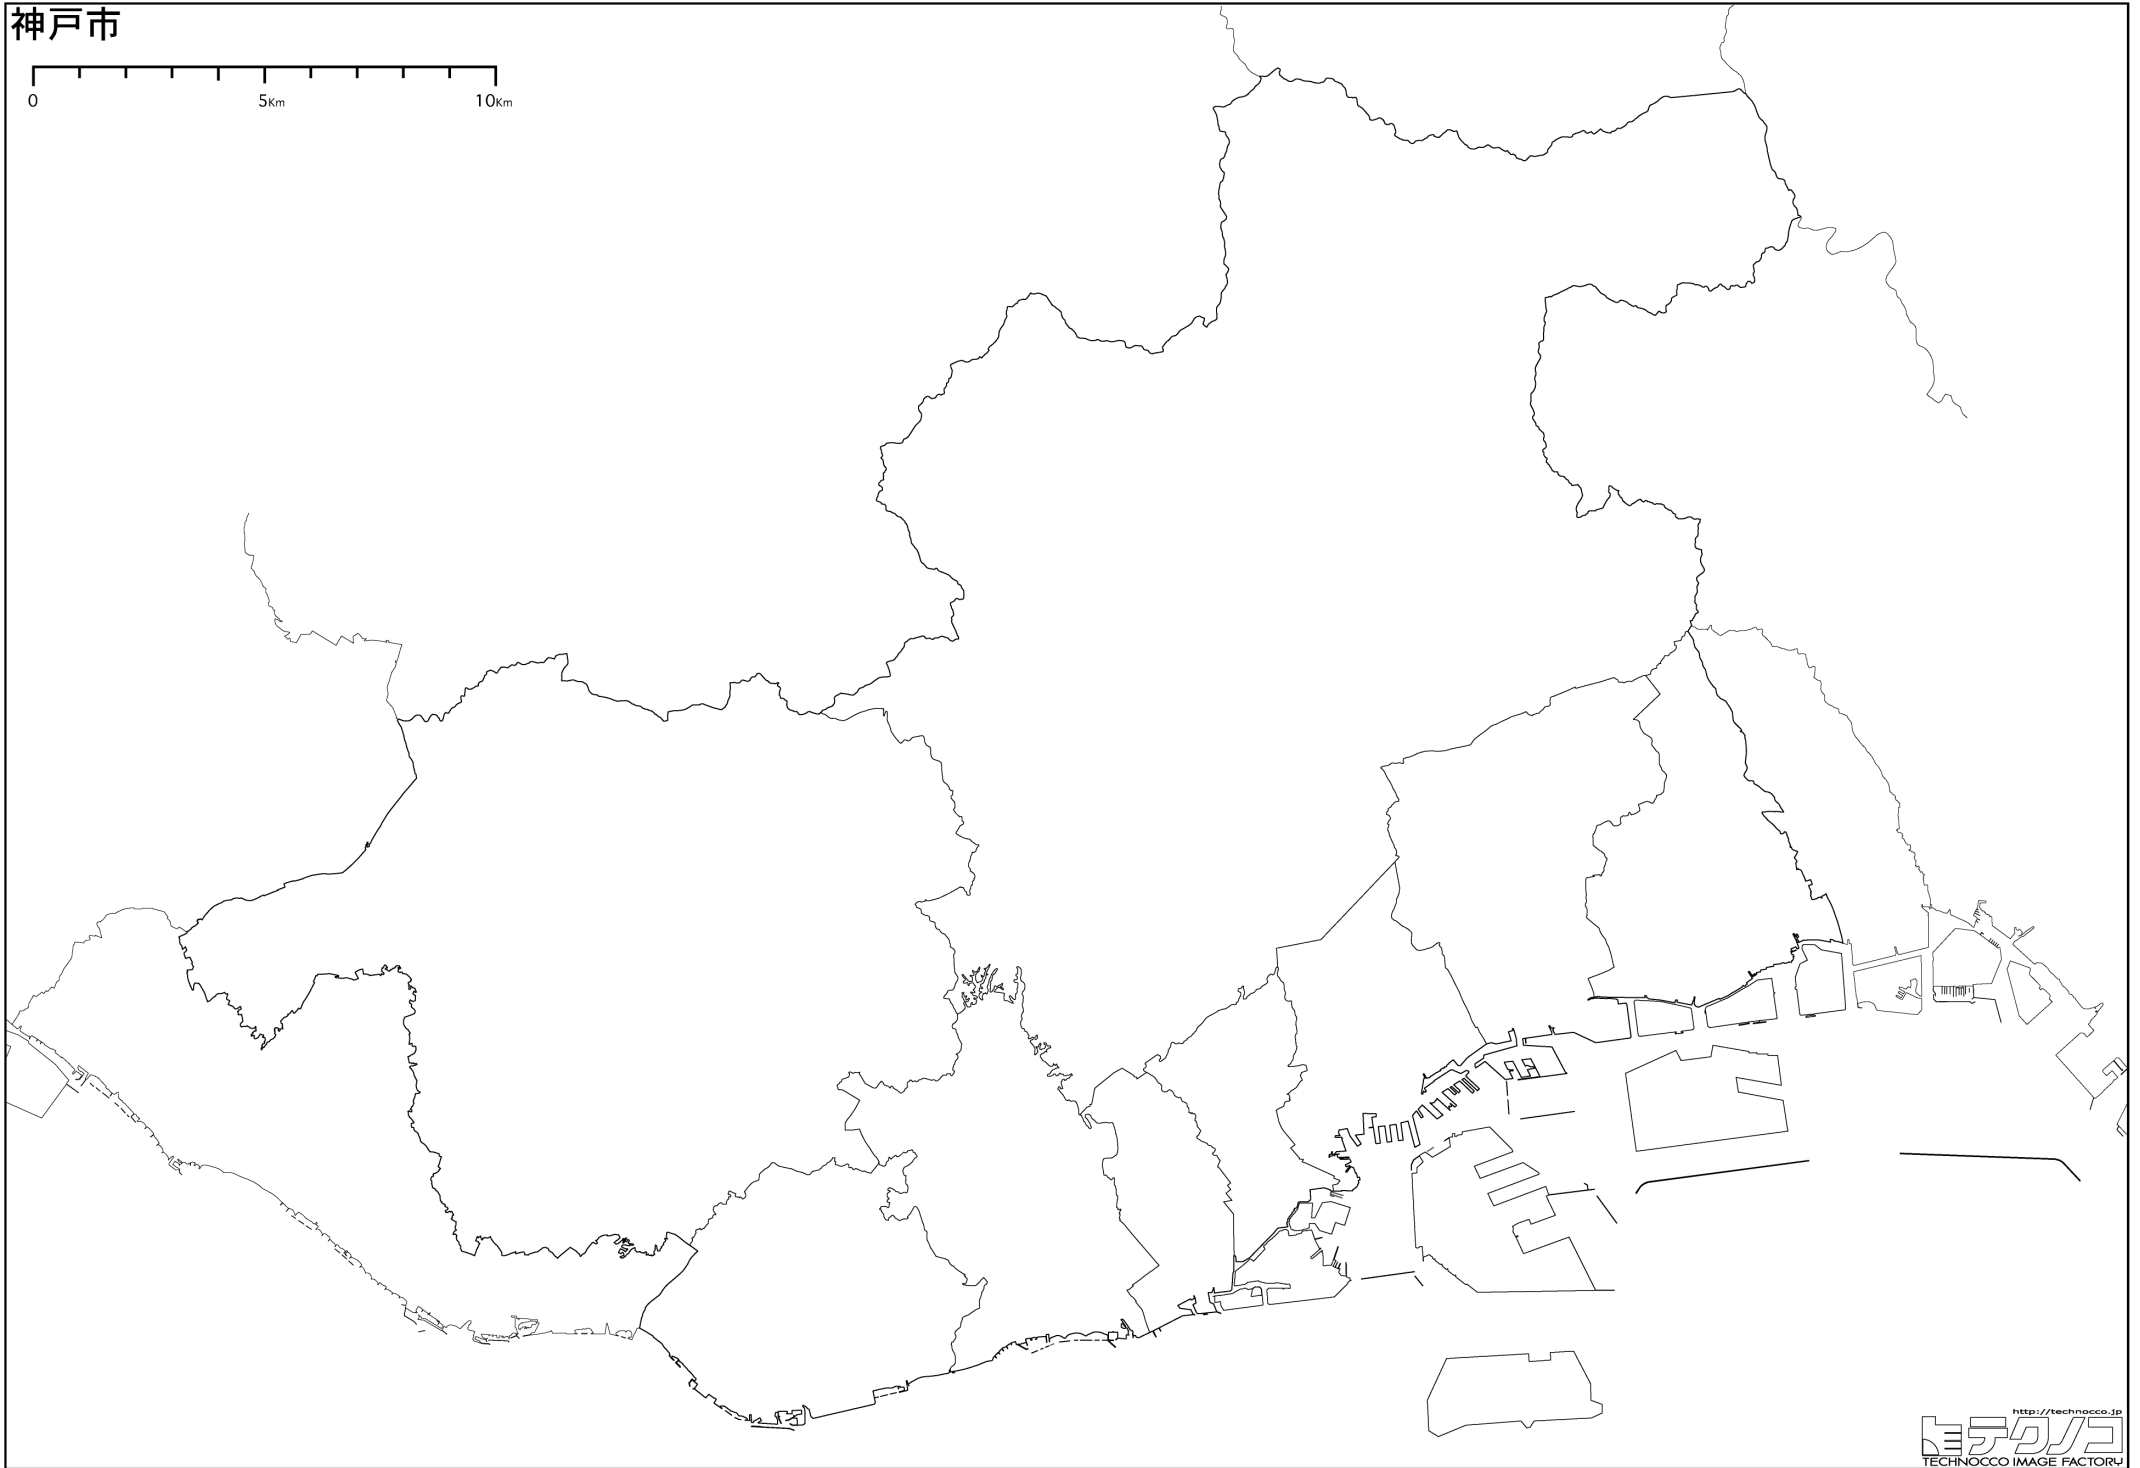 神戸市
0 5Km 10Km
http://technocco.jp
テクノコ
TECHNOCCO IMAGE FACTORY